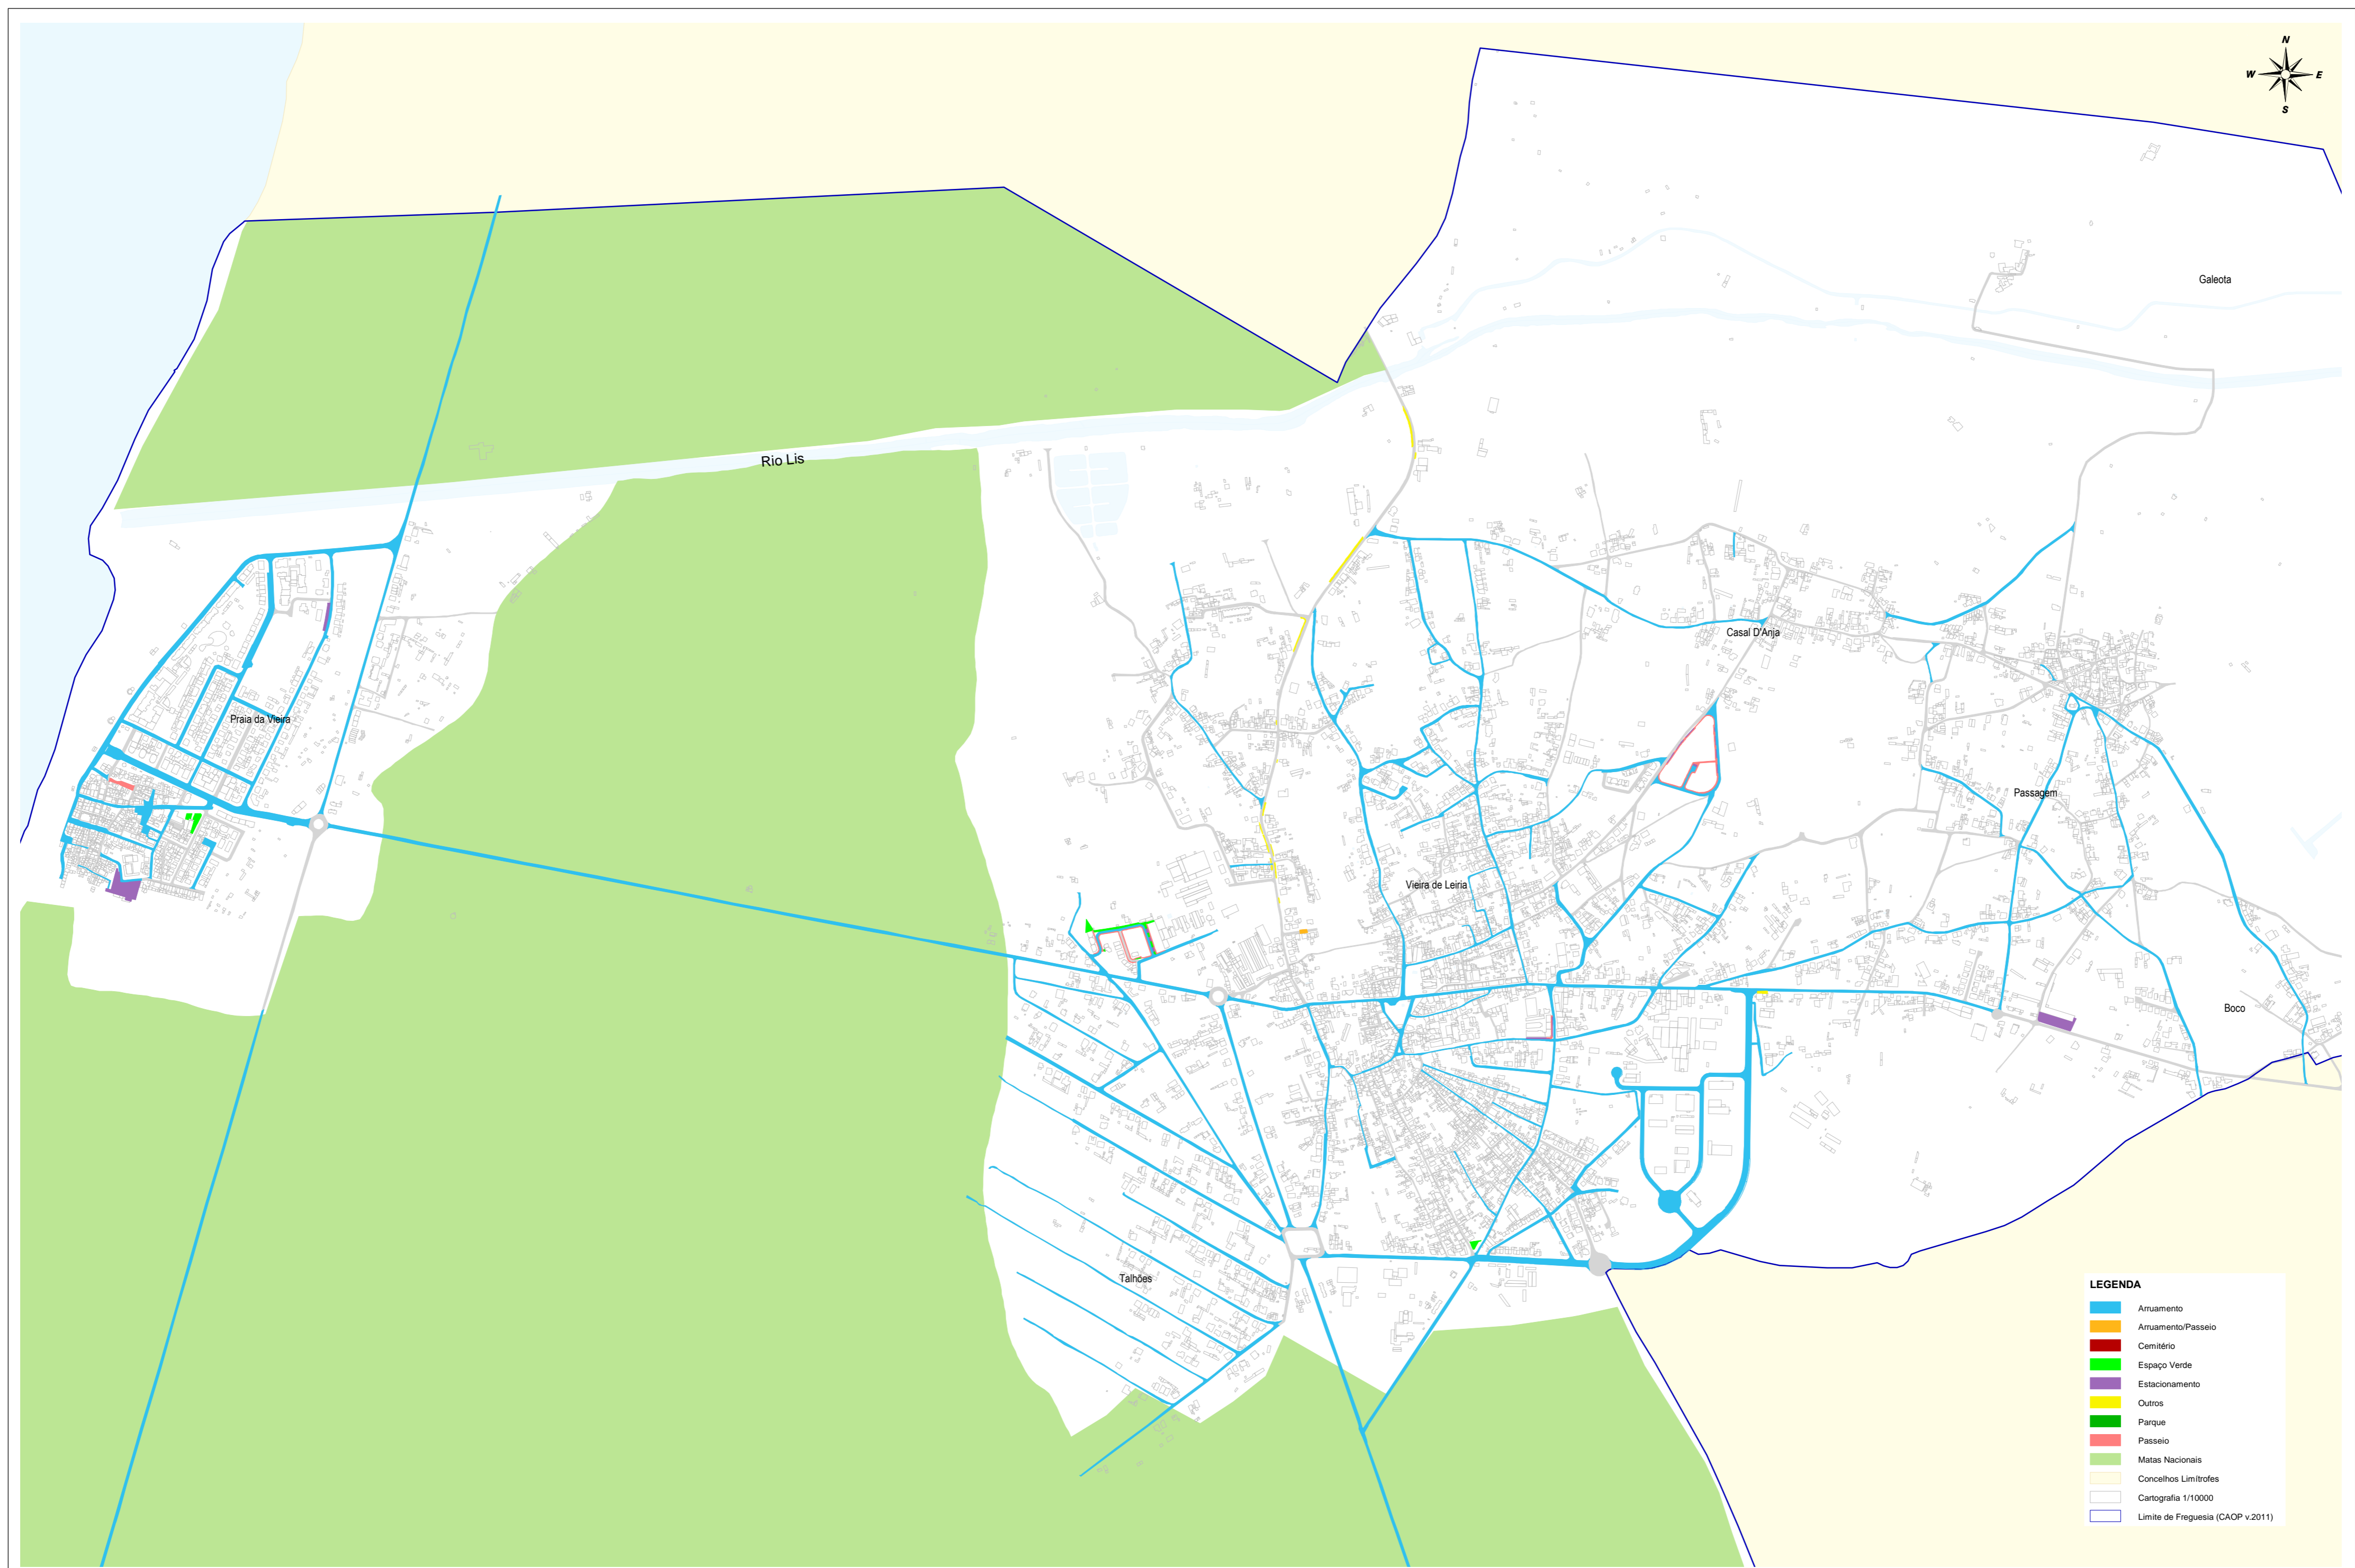 N
W E
S
Galeota
Rio Lis
Casal D'Anja
Praia da Vieira
Passagem
Vieira de Leiria
Boco
Talhões
LEGENDA
Arruamento
Arruamento/Passeio
Cemitério
Espaço Verde
Estacionamento
Outros
Parque
Passeio
Matas Nacionais
Concelhos Limítrofes
Cartografia 1/10000
Limite de Freguesia (CAOP v.2011)